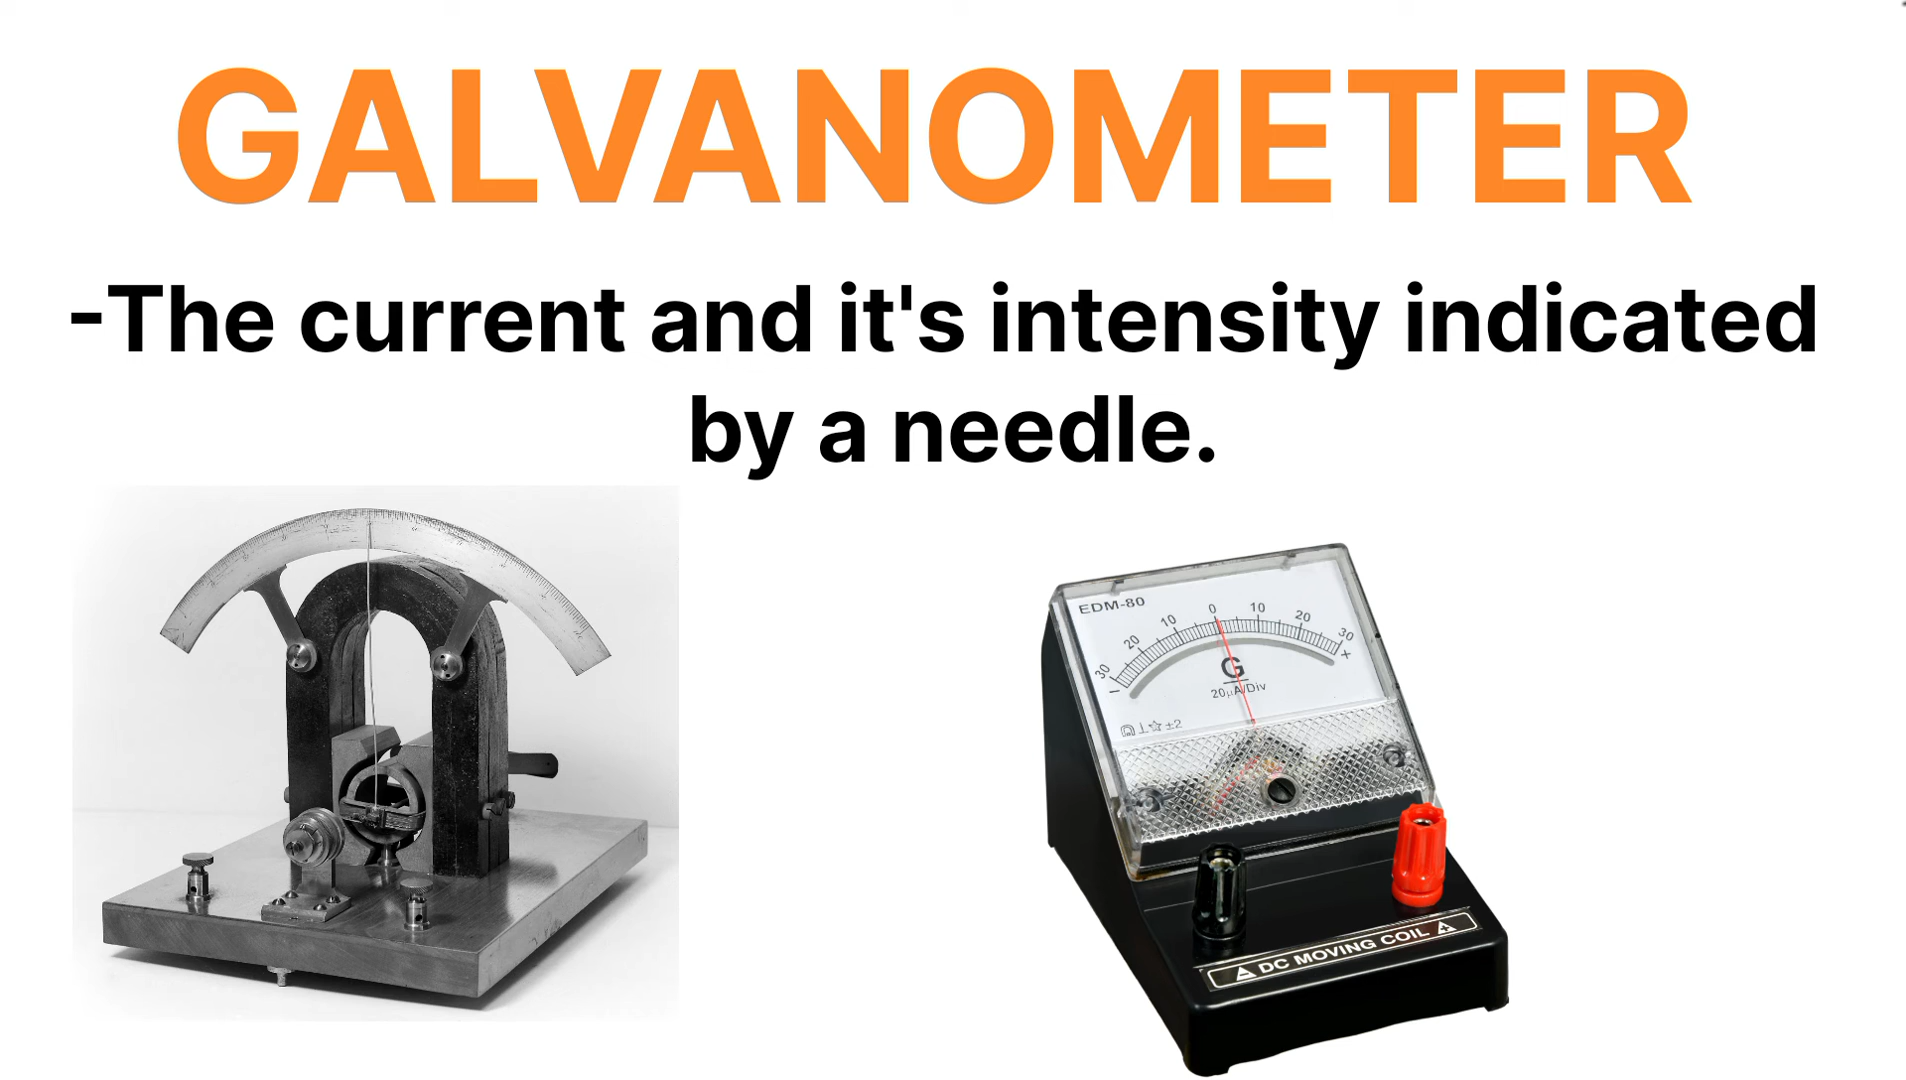 GALVANOMETER
-The current and it's intensity indicated
by a needle.
EDM-80
30 20 10 0 10 20 30
- +
G
20µA/Div
±2
DC MOVING COIL